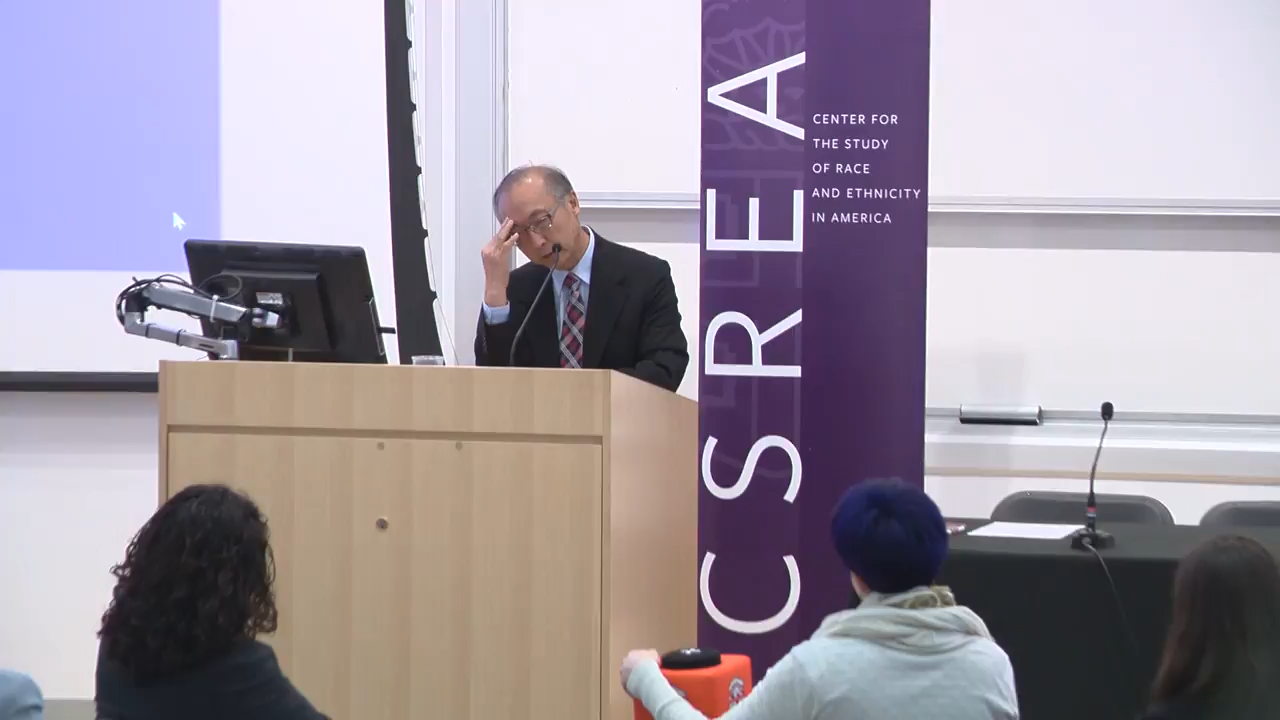 CSREA
CENTER FOR
THE STUDY
OF RACE
AND ETHNICITY
IN AMERICA